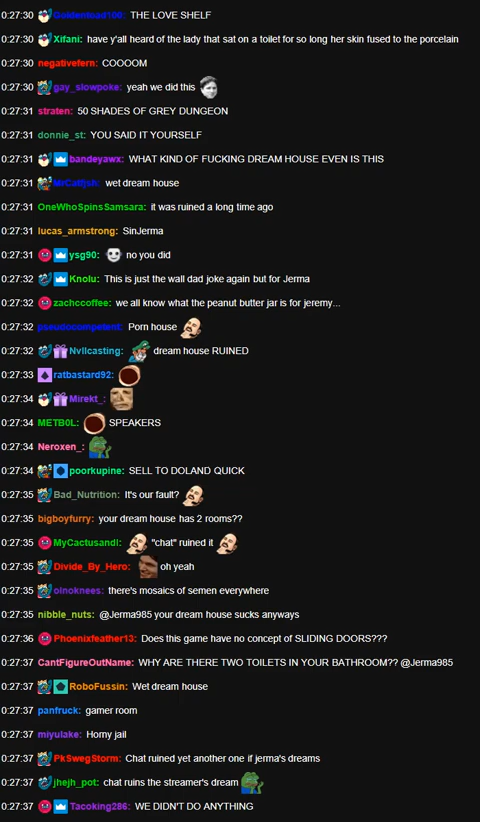 0:27:30 Goldentoad100: THE LOVE SHELF
0:27:30 Xifani: have y'all heard of the lady that sat on a toilet for so long her skin fused to the porcelain
0:27:30 negativefern: COOOOM
0:27:30 gay_slowpoke: yeah we did this
0:27:31 straten: 50 SHADES OF GREY DUNGEON
0:27:31 donnie_st: YOU SAID IT YOURSELF
0:27:31 bandeyawx: WHAT KIND OF FUCKING DREAM HOUSE EVEN IS THIS
0:27:31 MrCatfjsh: wet dream house
0:27:31 OneWhoSpinsSamsara: it was ruined a long time ago
0:27:31 lucas_armstrong: SinJerma
0:27:31 ysg90: no you did
0:27:32 Knolu: This is just the wall dad joke again but for Jerma
0:27:32 zachccoffee: we all know what the peanut butter jar is for jeremy...
0:27:32 pseudocompetent: Porn house
0:27:32 Nvllcasting: dream house RUINED
0:27:33 ratbastard92:
0:27:34 Mirekt_:
0:27:34 METB0L: SPEAKERS
0:27:34 Neroxen_:
0:27:34 poorkupine: SELL TO DOLAND QUICK
0:27:35 Bad_Nutrition: It's our fault?
0:27:35 bigboyfurry: your dream house has 2 rooms??
0:27:35 MyCactusandI: "chat" ruined it
0:27:35 Divide_By_Hero: oh yeah
0:27:35 olnoknees: there's mosaics of semen everywhere
0:27:35 nibble_nuts: @Jerma985 your dream house sucks anyways
0:27:36 Phoenixfeather13: Does this game have no concept of SLIDING DOORS???
0:27:37 CantFigureOutName: WHY ARE THERE TWO TOILETS IN YOUR BATHROOM?? @Jerma985
0:27:37 RoboFussin: Wet dream house
0:27:37 panfruck: gamer room
0:27:37 miyulake: Horny jail
0:27:37 PkSwegStorm: Chat ruined yet another one if jerma's dreams
0:27:37 jhejh_pot: chat ruins the streamer's dream
0:27:37 Tacoking286: WE DIDN'T DO ANYTHING